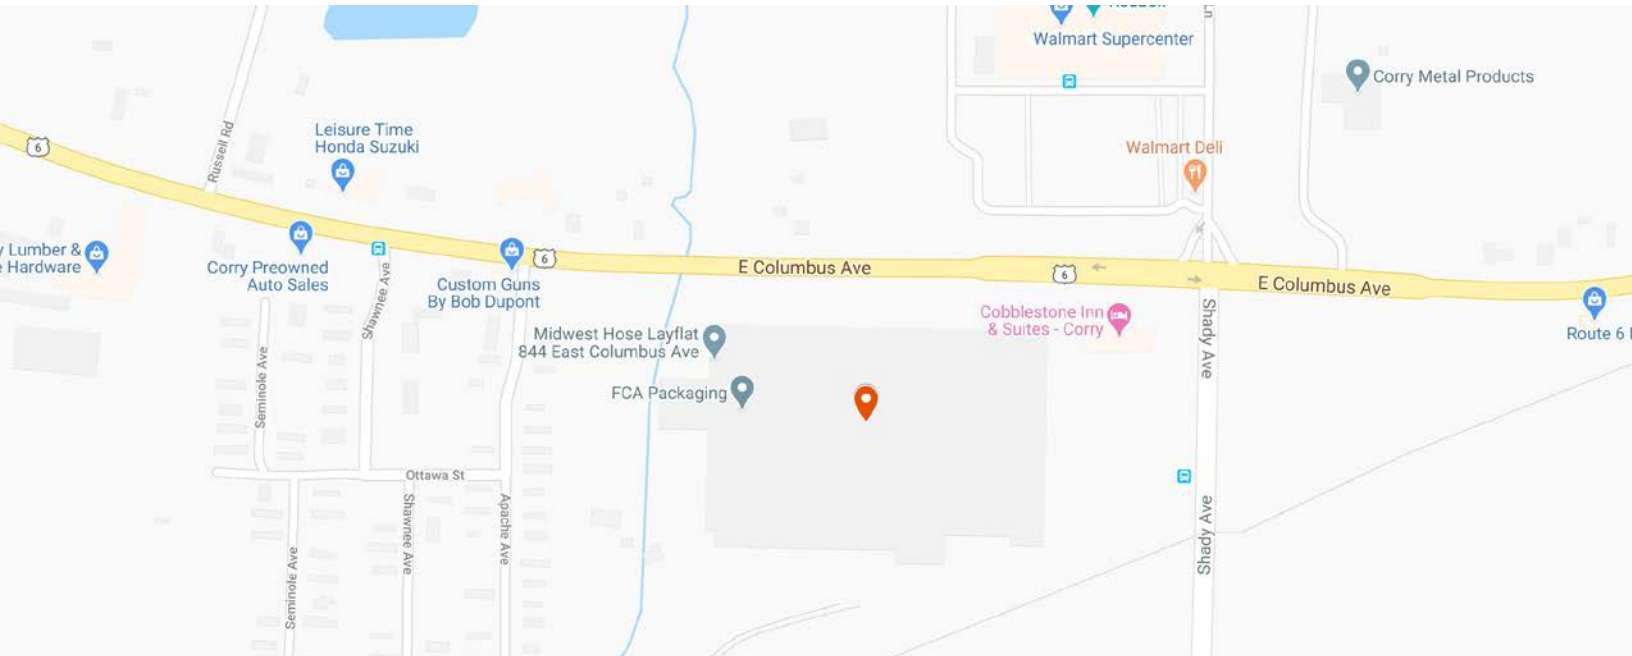 Ln
Walmart Supercenter
Corry Metal Products
Leisure Time
Honda Suzuki
Russell Rd
6
Walmart Deli
Lumber &
Hardware
Corry Preowned
Auto Sales
Shawnee Ave
Custom Guns
By Bob Dupont
6
E Columbus Ave
6
E Columbus Ave
Cobblestone Inn
& Suites - Corry
Shady Ave
Route 6
Midwest Hose Layflat
844 East Columbus Ave
FCA Packaging
Seminole Ave
Ottawa St
Shawnee Ave
Apache Ave
Seminole Ave
Shady Ave